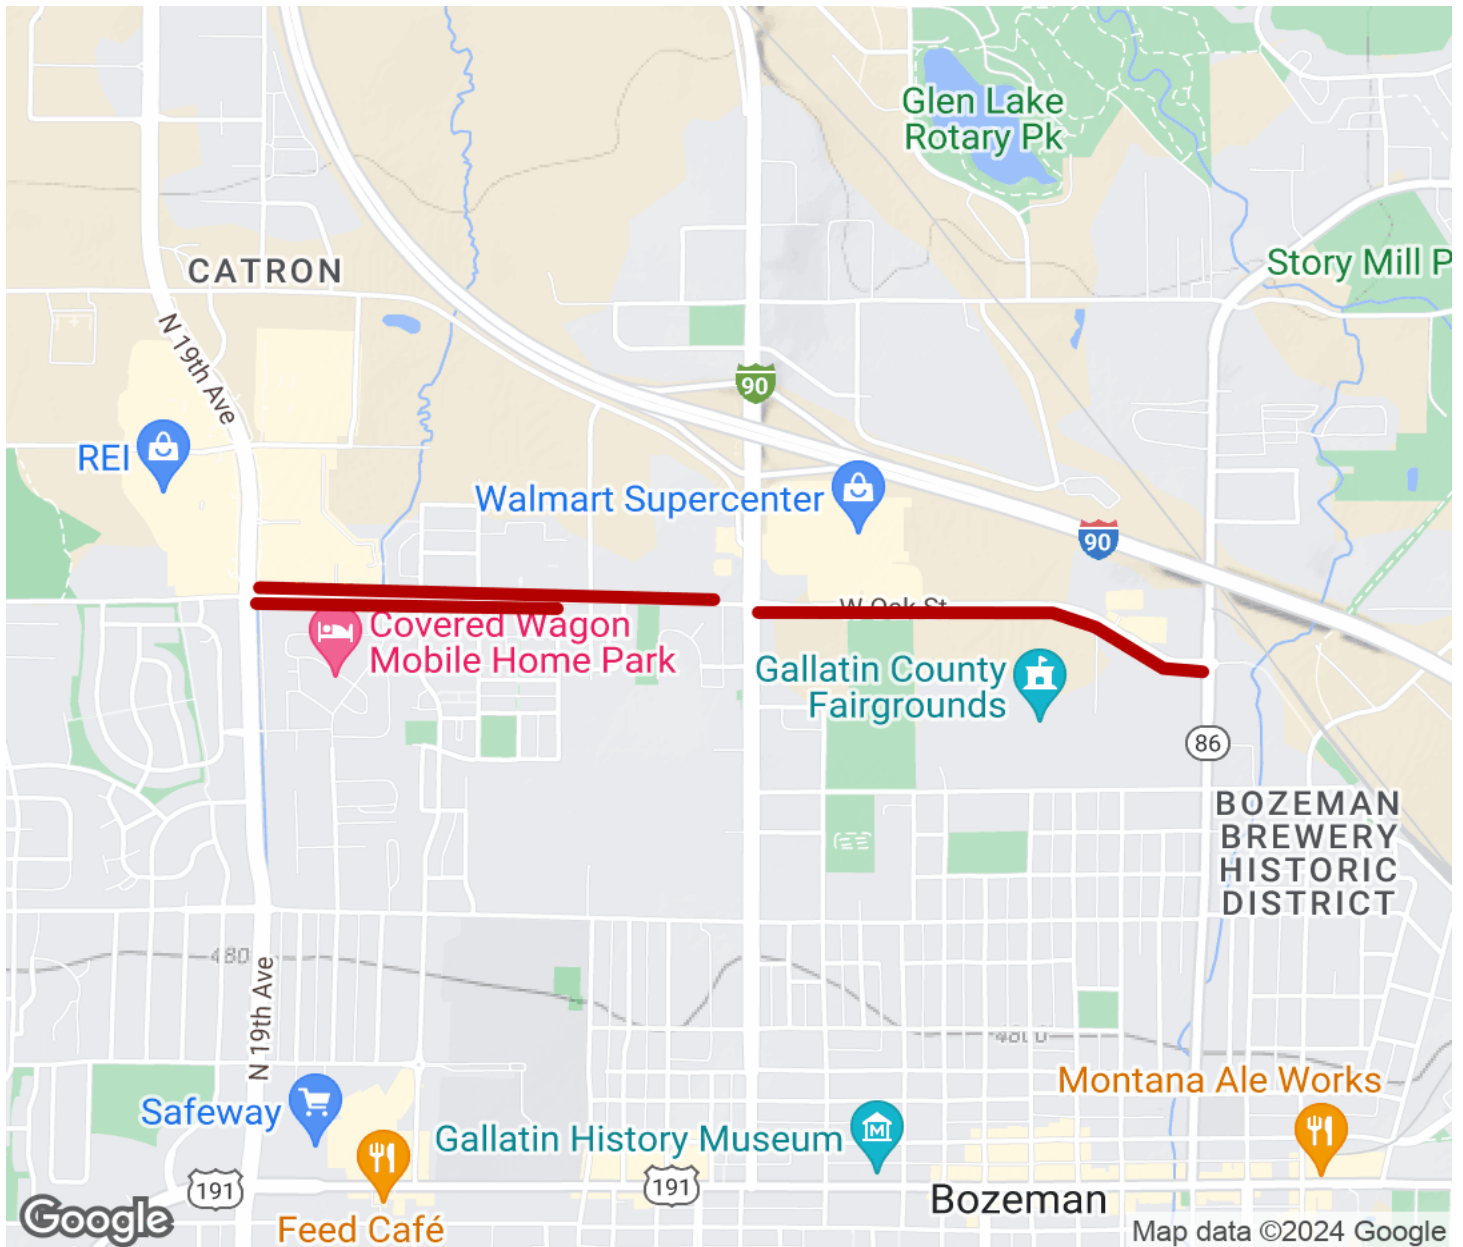 Glen Lake
Rotary Pk
Story Mill P
CATRON
N 19th Ave
90
REI
Walmart Supercenter
90
W Oak St
Covered Wagon
Mobile Home Park
Gallatin County
Fairgrounds
86
BOZEMAN
BREWERY
HISTORIC
DISTRICT
480
N 19th Ave
4800
Montana Ale Works
Safeway
Gallatin History Museum
M
191
191
Bozeman
Google
Feed Café
Map data ©2024 Google